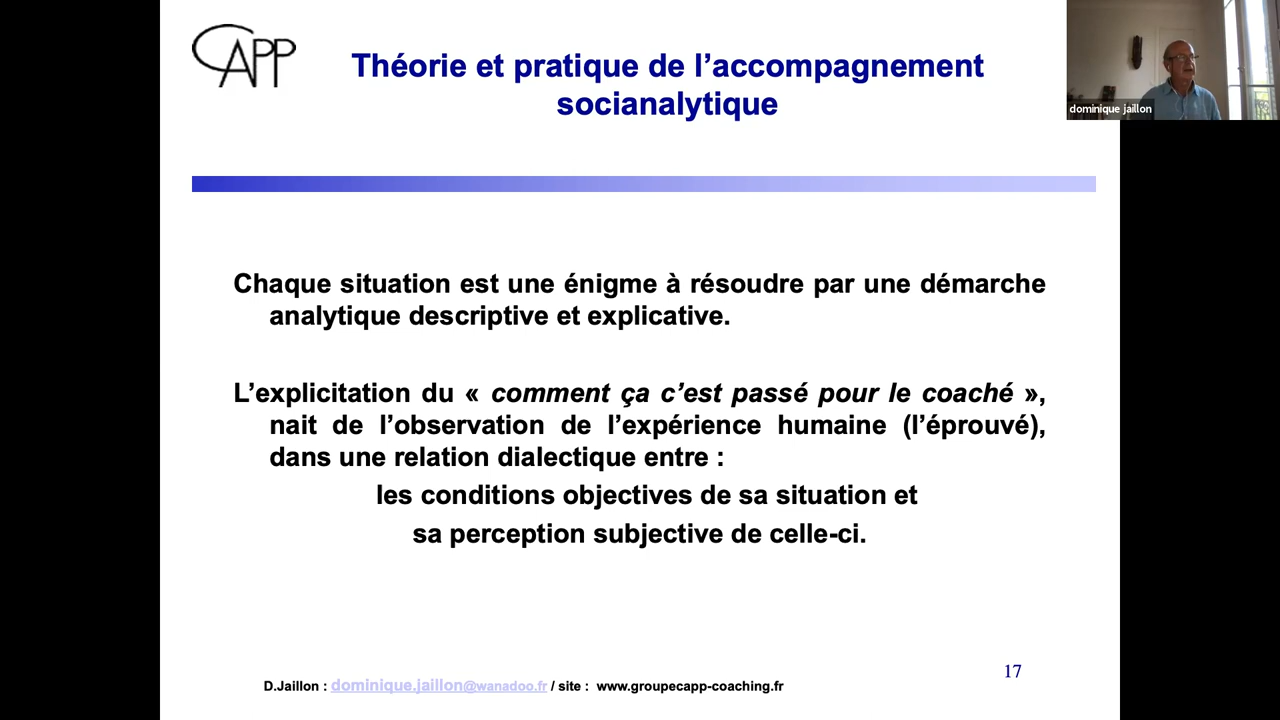 CAPP
Théorie et pratique de l’accompagnement
socianalytique
dominique jaillon
Chaque situation est une énigme à résoudre par une démarche
analytique descriptive et explicative.
L’explicitation du « comment ça c’est passé pour le coaché »,
nait de l’observation de l’expérience humaine (l’éprouvé),
dans une relation dialectique entre :
les conditions objectives de sa situation et
sa perception subjective de celle-ci.
17
D.Jaillon : dominique.jaillon@wanadoo.fr / site : www.groupecapp-coaching.fr